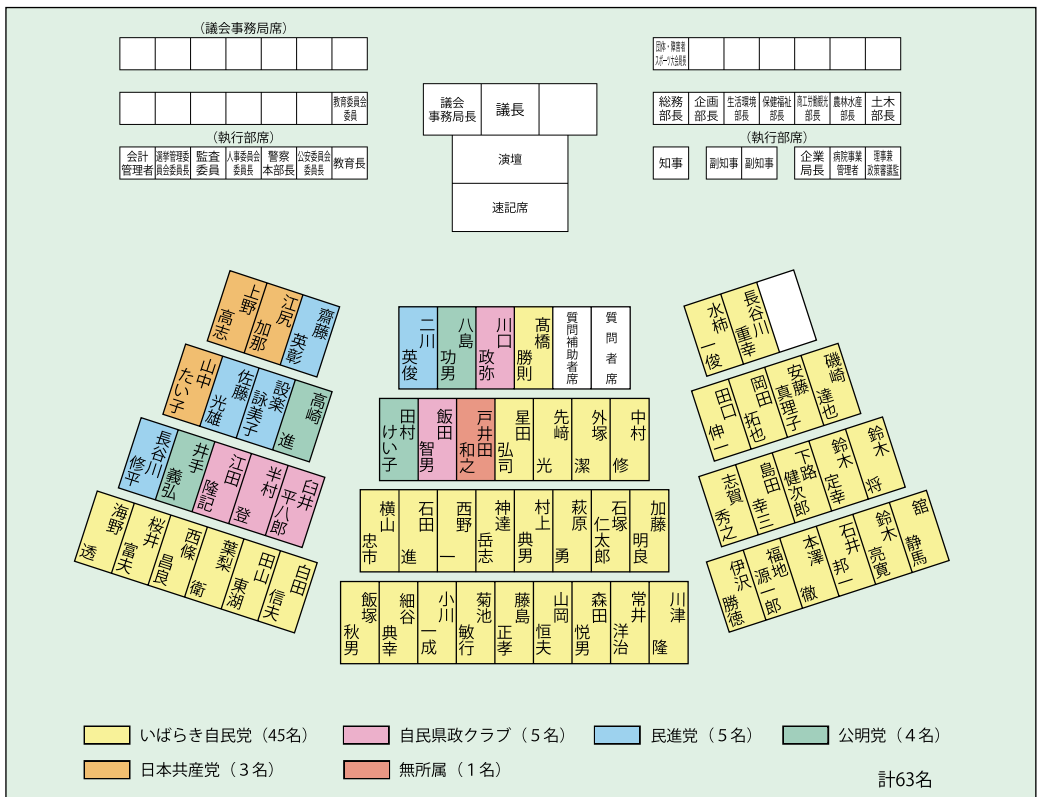 （議会事務局席）
団体・障害者スポーツ大会局長
議会事務局長
議長
教育委員会委員
総務部長
企画部長
生活環境部長
保健福祉部長
商工労働観光部長
農林水産部長
土木部長
（執行部席）
（執行部席）
会計管理者
選挙管理委員会委員長
監査委員
人事委員会委員長
警察本部長
公安委員会委員長
教育長
演壇
知事
副知事
副知事
企業局長
病院事業管理者
理事兼政策審議監
速記席
上野 高志
江尻 加那
齋藤 英彰
山中 たい子
佐藤 光雄
設楽 詠美子
高崎 進
長谷川 修平
井手 義弘
江田 隆記
半村 登
臼井 平八郎
海野 透
桜井 富夫
西條 昌良
葉梨 衛
田山 東湖
白田 信夫
二川 英俊
八島 功男
川口 政弥
髙橋 勝則
質問補助者席
質問者席
田村 けい子
飯田 智男
戸井田 和之
星田 弘司
先﨑 光
外塚 潔
中村 修
横山 忠市
石田 進
西野 一
神達 岳志
村上 典男
萩原 勇
石塚 仁太郎
加藤 明良
飯塚 秋男
細谷 典幸
小川 一成
菊池 敏行
藤島 正孝
山岡 恒夫
森田 悦男
常井 洋治
川津 隆
水柿 一俊
長谷川 重幸
田口 伸一
岡田 拓也
安藤 真理子
磯崎 達也
志賀 秀之
島田 幸三
下路 健次郎
鈴木 定幸
鈴木 将
伊沢 勝徳
福地 源一郎
本澤 徹
石井 邦一
鈴木 亮寛
舘 静馬
いばらき自民党（45名）
自民県政クラブ（５名）
民進党（５名）
公明党（４名）
日本共産党（３名）
無所属（１名）
計63名